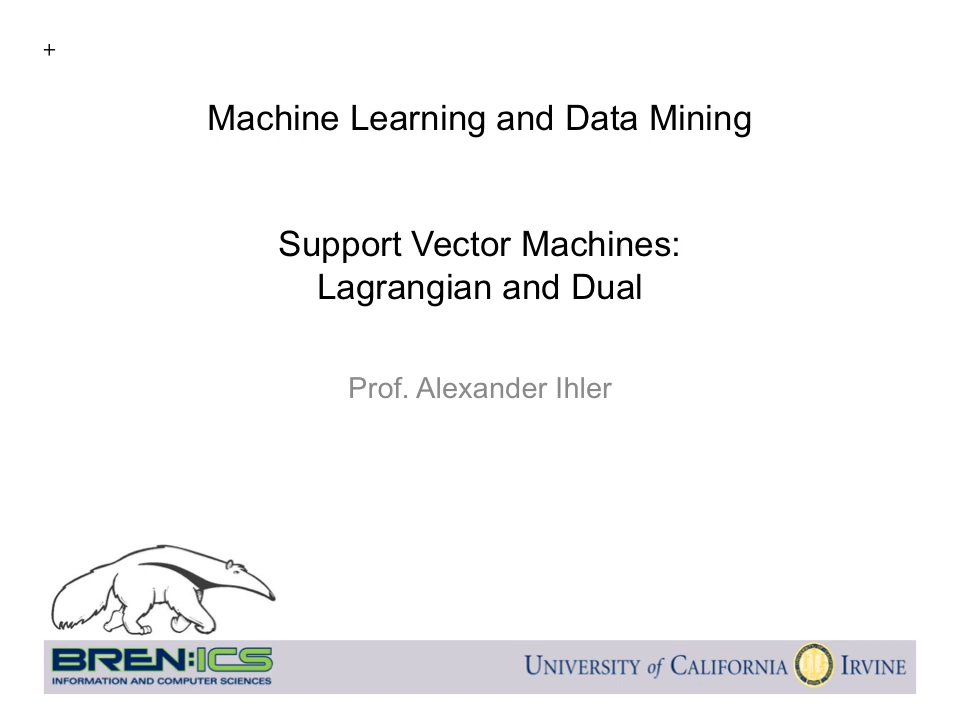 +
Machine Learning and Data Mining
Support Vector Machines:
Lagrangian and Dual
Prof. Alexander Ihler
BREN:ICS
INFORMATION AND COMPUTER SCIENCES
UNIVERSITY of CALIFORNIA IRVINE